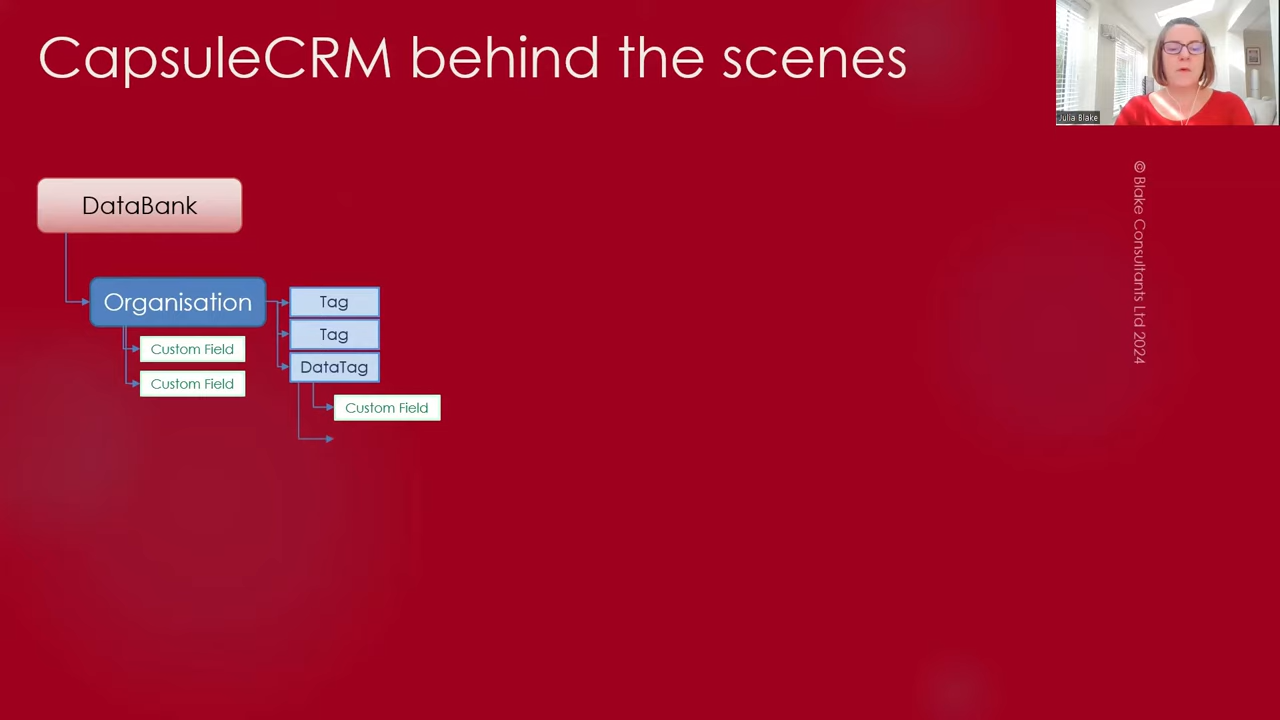 CapsuleCRM behind the scenes
Julia Blake
© Blake Consultants Ltd 2024
DataBank
Organisation
Tag
Tag
Custom Field
DataTag
Custom Field
Custom Field